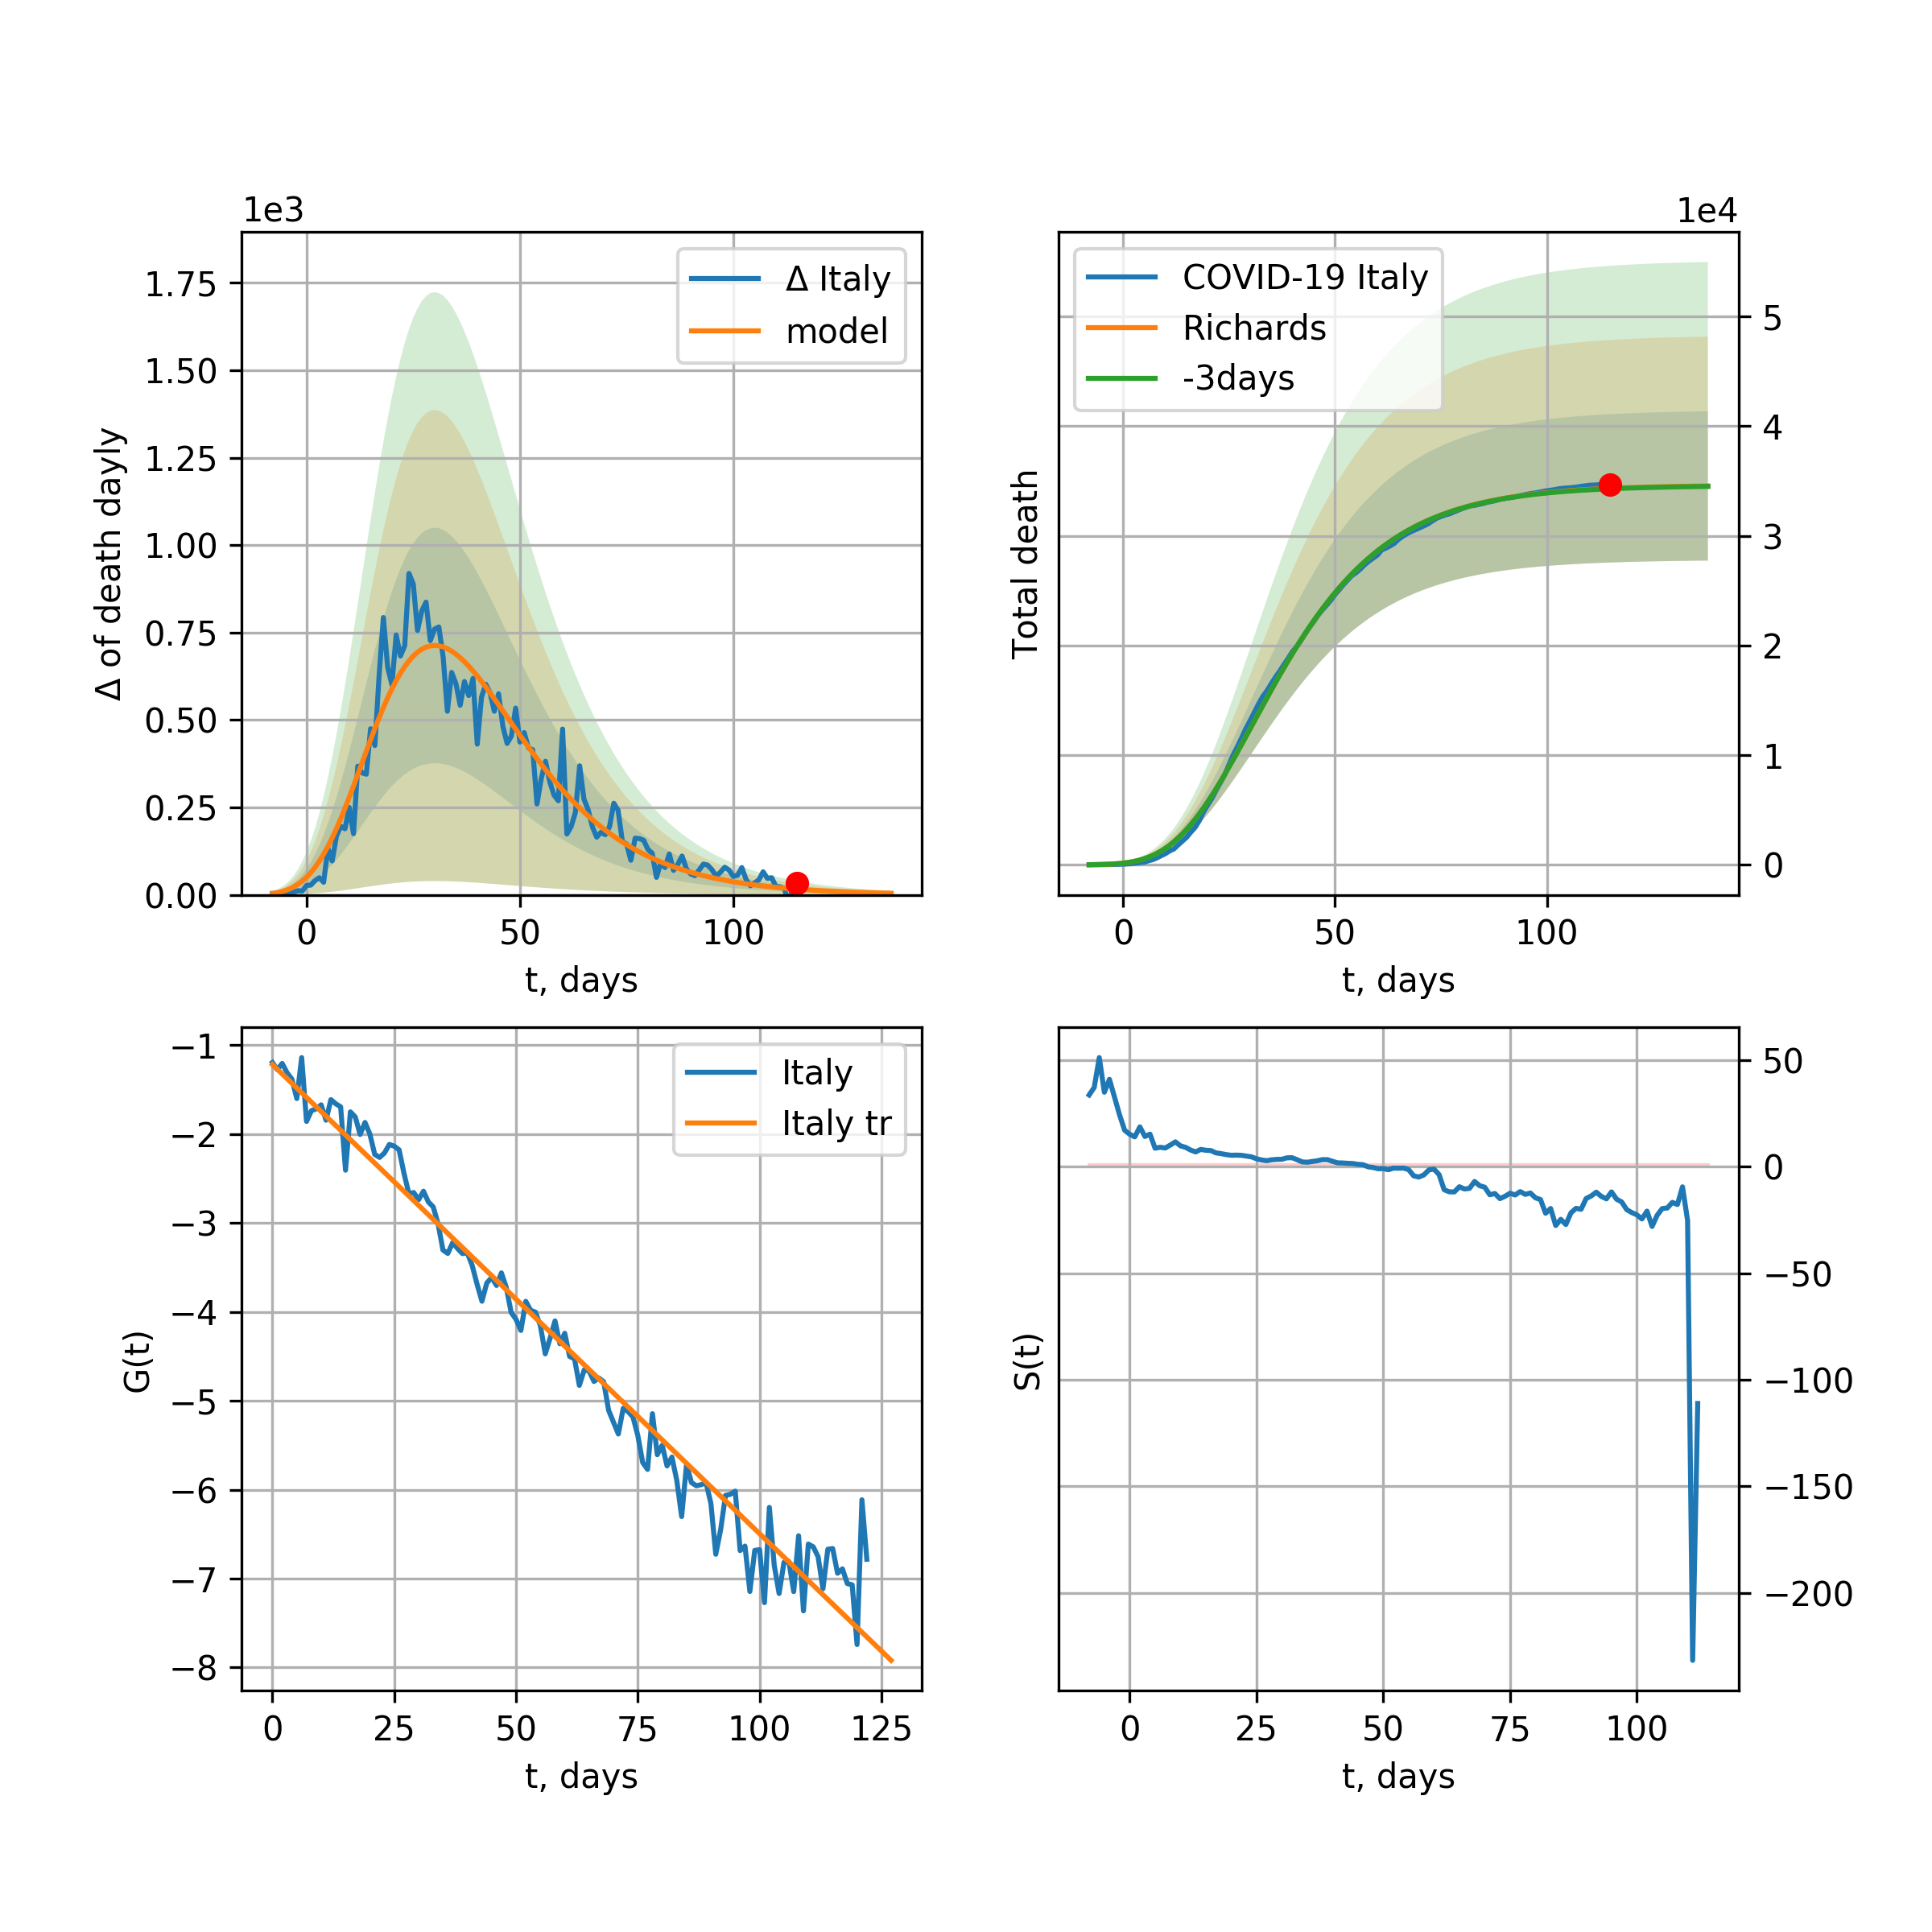 1e3
1.75
1.50
1.25
1.00
0.75
0.50
0.25
0.00
Δ of death dayly
Δ Italy
model
0
50
100
t, days
1e4
COVID-19 Italy
Richards
-3days
Total death
5
4
3
2
1
0
0
50
100
t, days
−1
−2
−3
−4
−5
−6
−7
−8
G(t)
Italy
Italy tr
0
25
50
75
100
125
t, days
S(t)
50
0
−50
−100
−150
−200
0
25
50
75
100
t, days